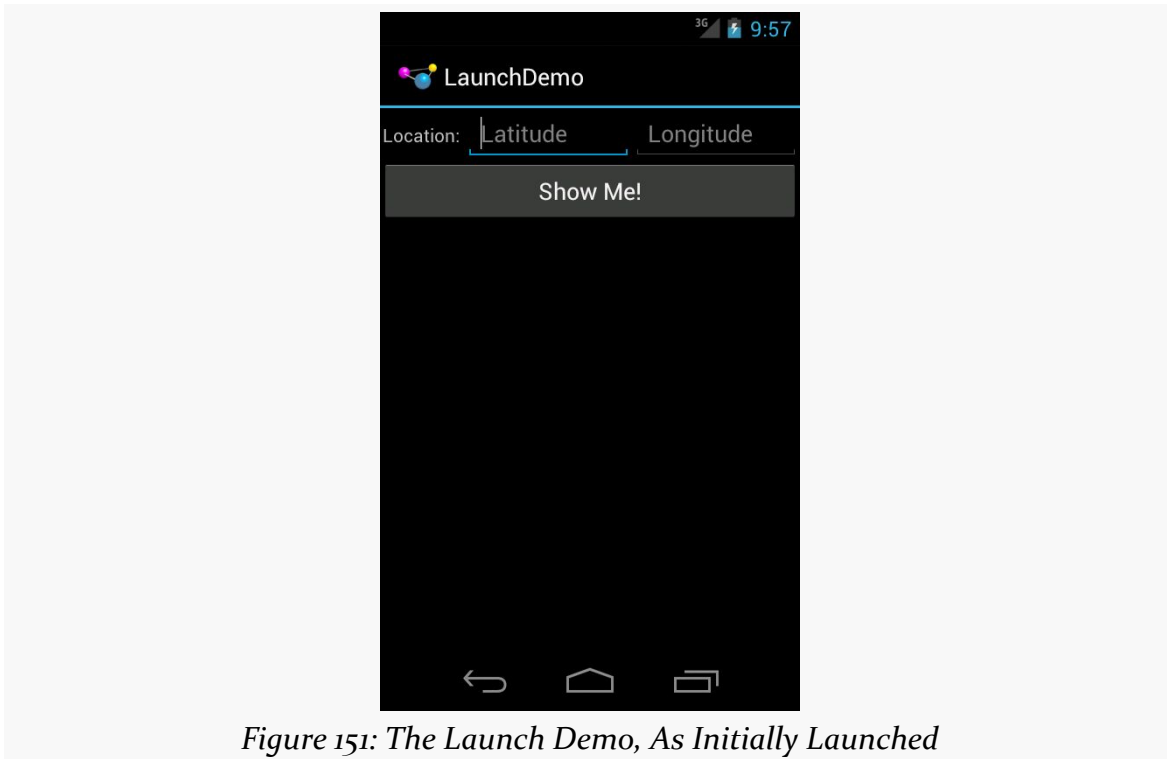 3G 9:57
LaunchDemo
Location: Latitude Longitude
Show Me!
Figure 151: The Launch Demo, As Initially Launched